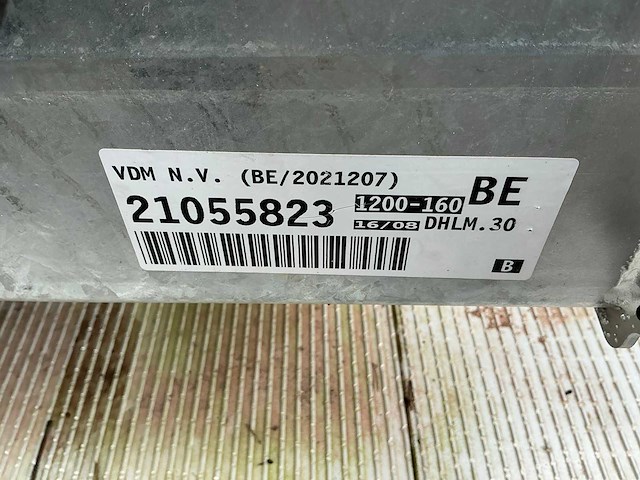 VDM N.V. (BE/2021207)
21055823 1200-160 BE
16/08 DHLM.30
B